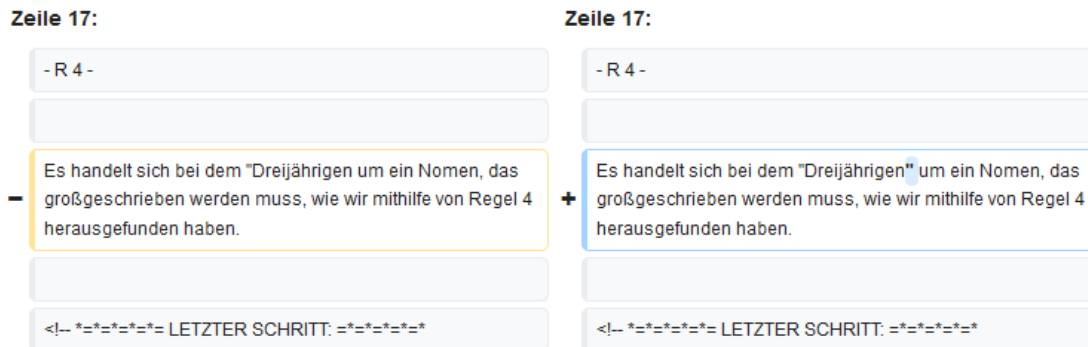 Zeile 17:
Zeile 17:
- R 4 -
- R 4 -
Es handelt sich bei dem "Dreijährigen um ein Nomen, das
großgeschrieben werden muss, wie wir mithilfe von Regel 4
herausgefunden haben.
Es handelt sich bei dem "Dreijährigen" um ein Nomen, das
großgeschrieben werden muss, wie wir mithilfe von Regel 4
herausgefunden haben.
<!-- *=*=*=*=*= LETZTER SCHRITT: =*=*=*=*=*
<!-- *=*=*=*=*= LETZTER SCHRITT: =*=*=*=*=*